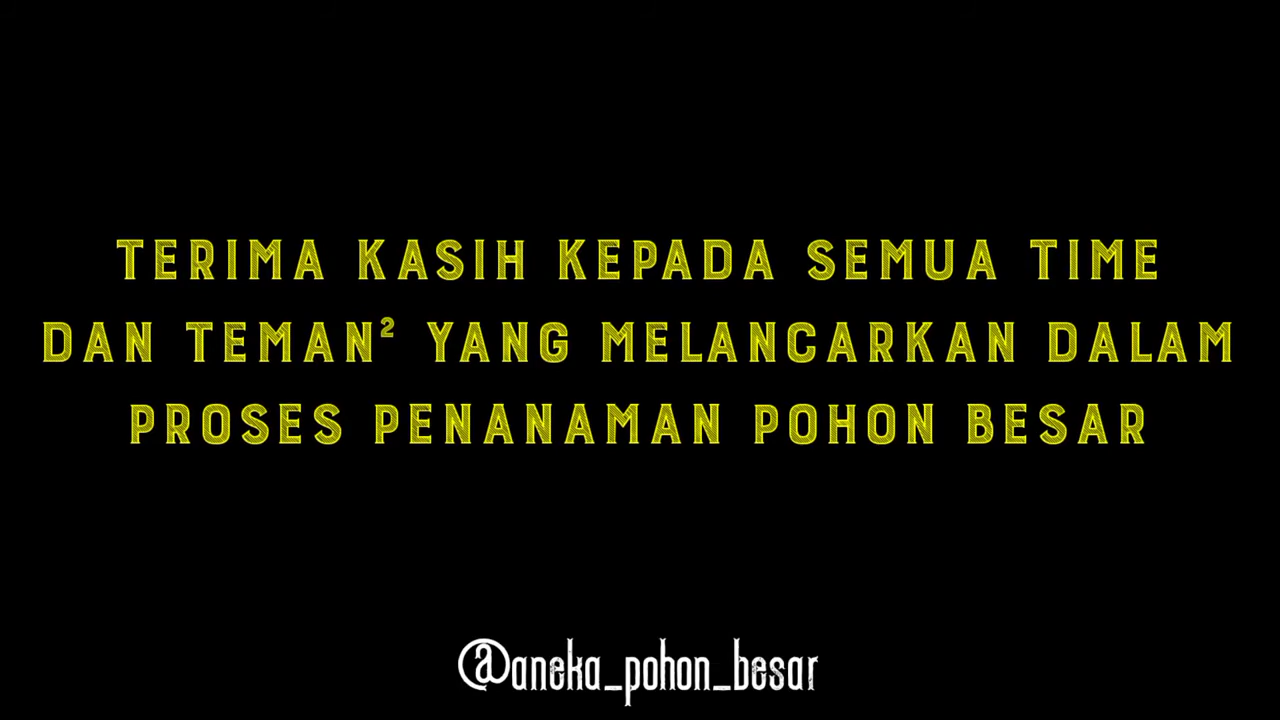 TERIMA KASIH KEPADA SEMUA TIME
DAN TEMAN² YANG MELANCARKAN DALAM
PROSES PENANAMAN POHON BESAR
@aneka_pohon_besar